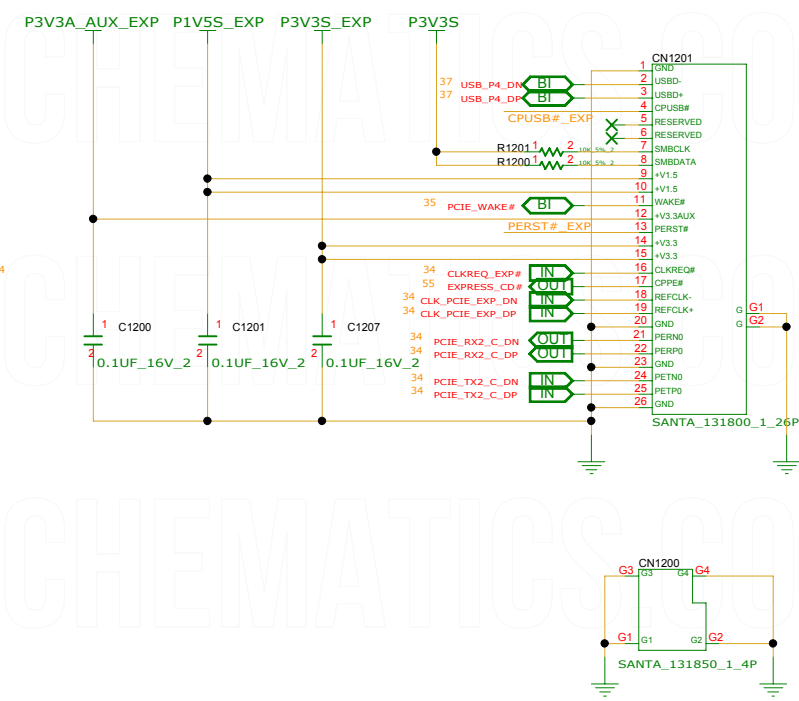 P3V3A_AUX_EXP P1V5S_EXP P3V3S_EXP P3V3S
CN1201
1 GND
37 USB_P4_DN BI 2 USBD-
37 USB_P4_DP BI 3 USBD+
4 CPUSB#
CPUSB#_EXP 5 RESERVED
6 RESERVED
R1201 1 2 10K_5%_2 7 SMBCLK
R1200 1 2 10K_5%_2 8 SMBDATA
9 +V1.5
10 +V1.5
35 PCIE_WAKE# BI 11 WAKE#
12 +V3.3AUX
PERST#_EXP 13 PERST#
14 +V3.3
15 +V3.3
4 34 CLKREQ_EXP# IN 16 CLKREQ#
55 EXPRESS_CD# OUT 17 CPPE#
34 CLK_PCIE_EXP_DN IN 18 REFCLK-
34 CLK_PCIE_EXP_DP IN 19 REFCLK+ G G1
20 GND G G2
1 C1200 1 C1201 1 C1207
34 PCIE_RX2_C_DN OUT 21 PERN0
34 PCIE_RX2_C_DP OUT 22 PERP0
2 0.1UF_16V_2 2 0.1UF_16V_2 2 0.1UF_16V_2
23 GND
34 PCIE_TX2_C_DN IN 24 PETN0
34 PCIE_TX2_C_DP IN 25 PETP0
26 GND
SANTA_131800_1_26P
CHEMATICS.CO
CN1200
G3 G3 G4 G4
G1 G1 G2 G2
SANTA_131850_1_4P